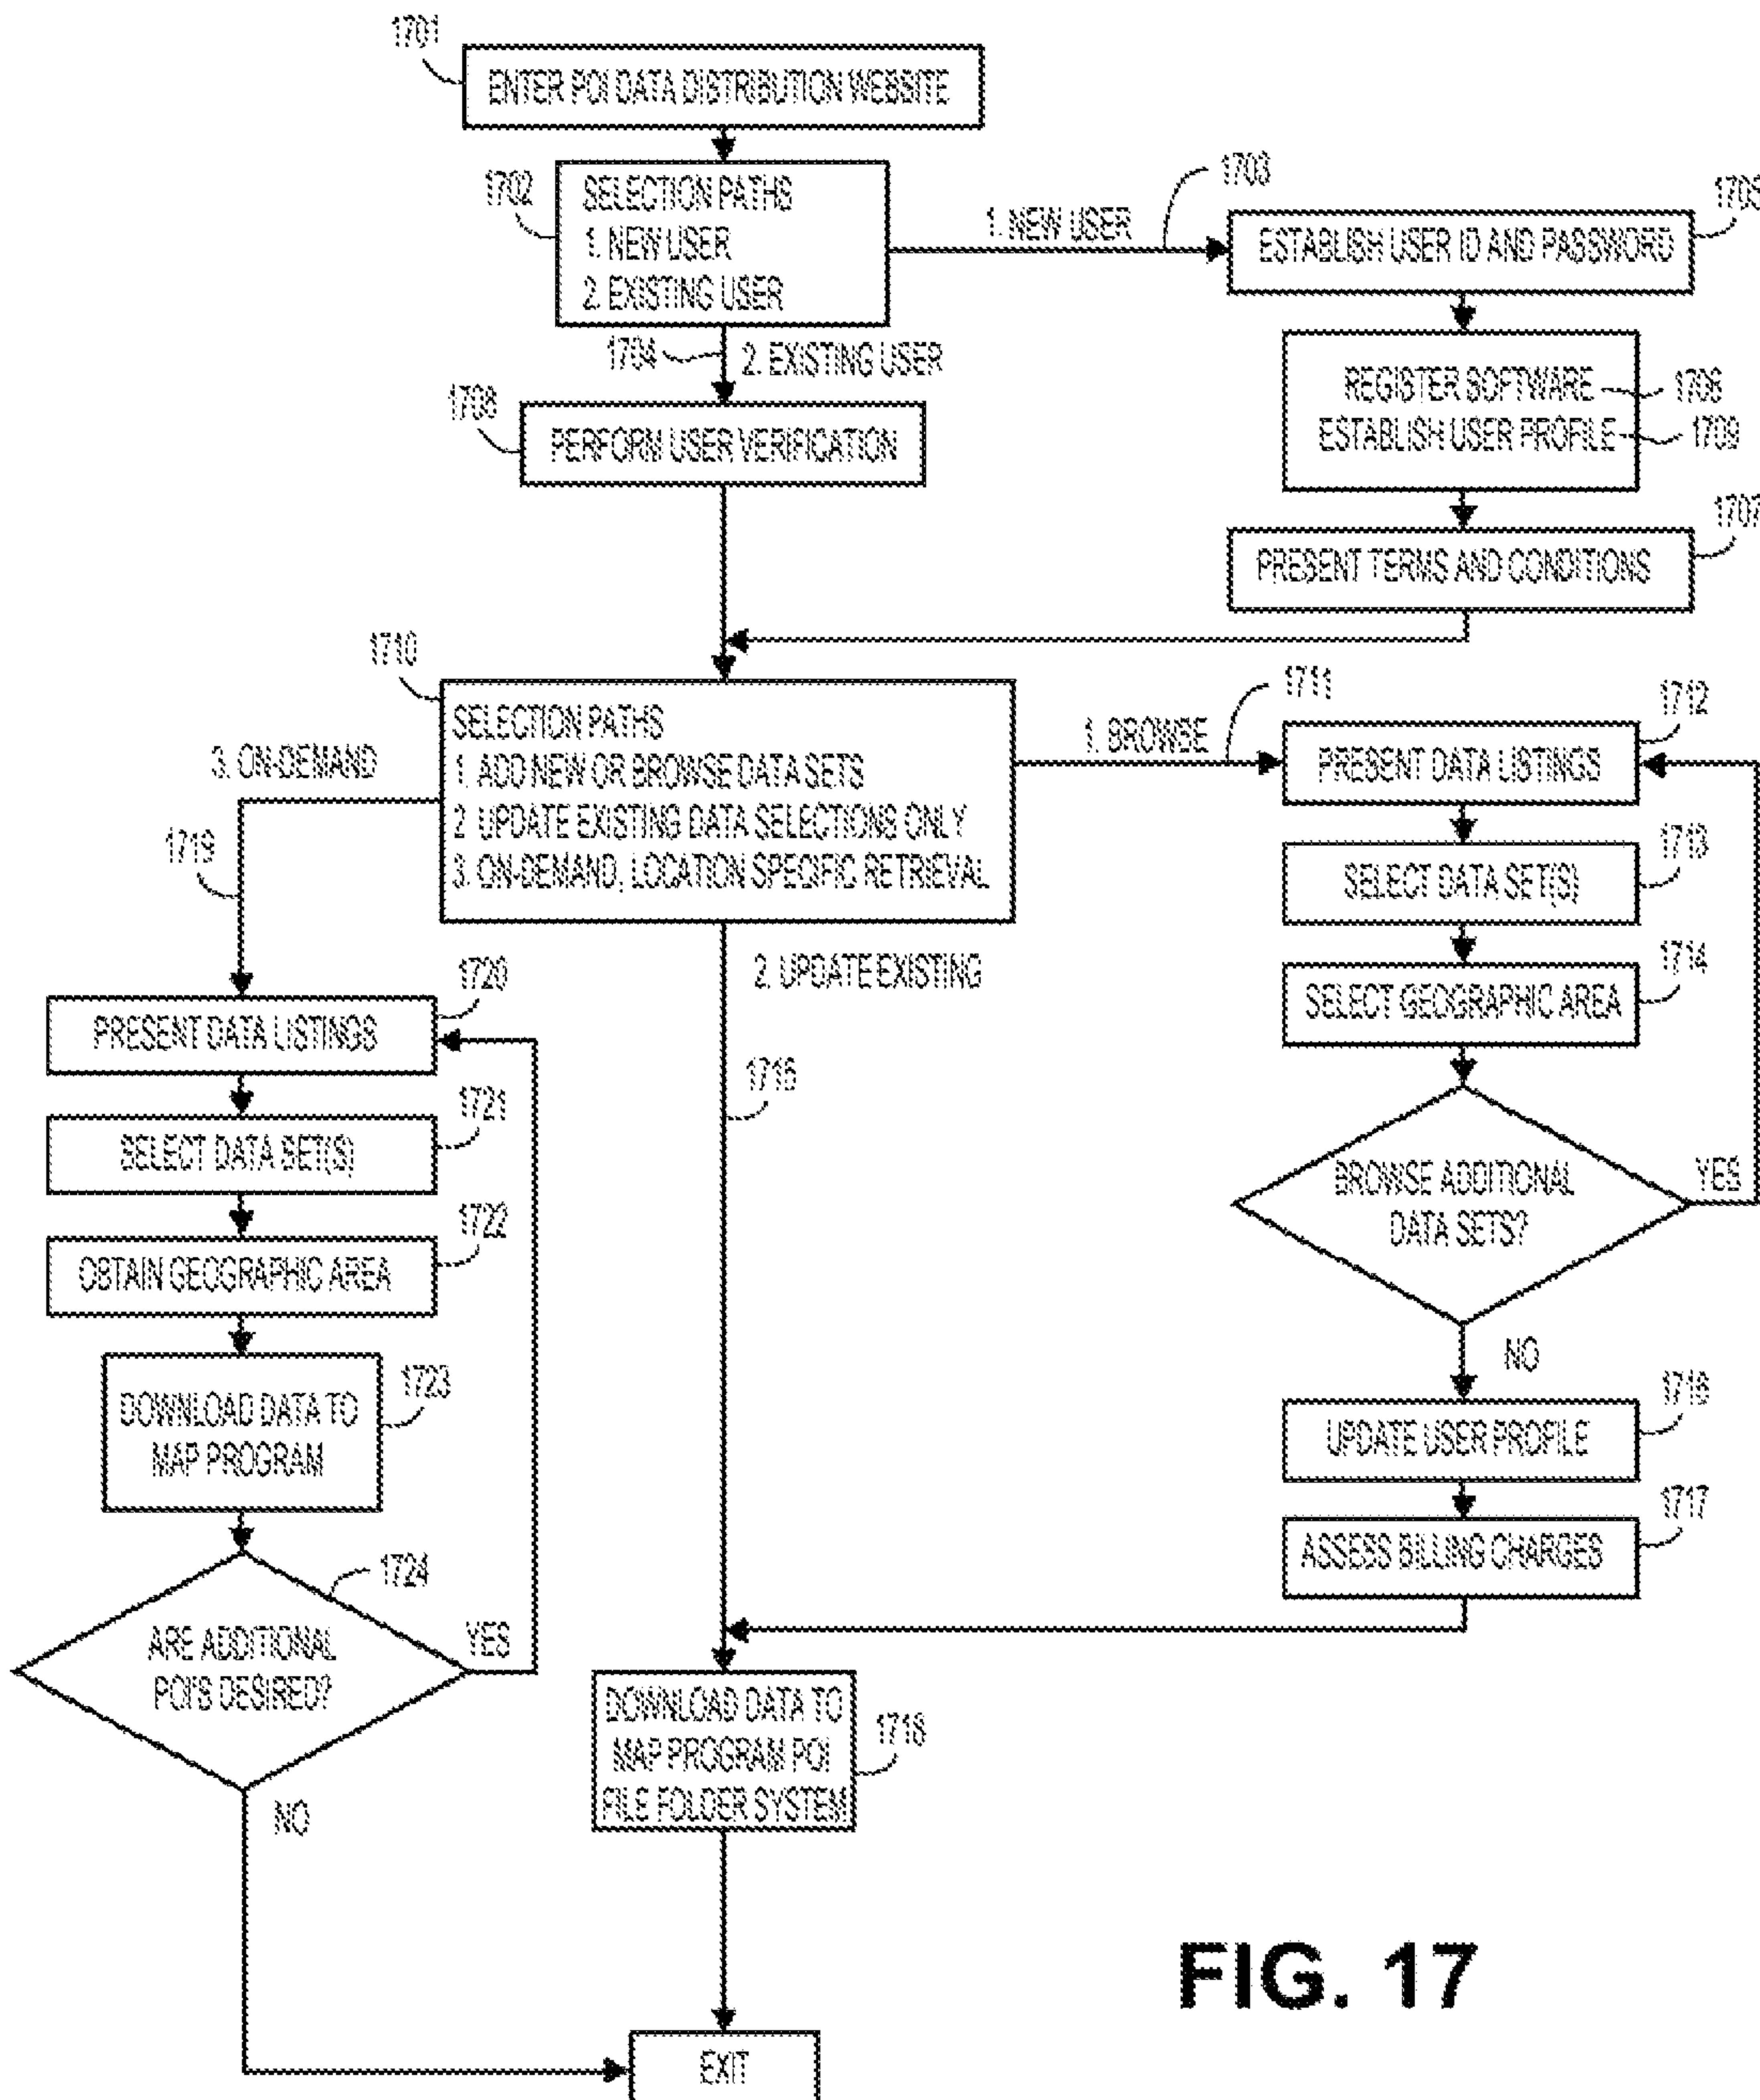 1701
ENTER POI DATA DISTRIBUTION WEBSITE
1702
SELECTION PATHS
1. NEW USER
2. EXISTING USER
1. NEW USER
1703
1705
ESTABLISH USER ID AND PASSWORD
1704
2. EXISTING USER
REGISTER SOFTWARE
ESTABLISH USER PROFILE
1709
PERFORM USER VERIFICATION
1707
PRESENT TERMS AND CONDITIONS
1710
SELECTION PATHS
1. ADD NEW OR BROWSE DATA SETS
2. UPDATE EXISTING DATA SELECTIONS ONLY
3. ON-DEMAND, LOCATION SPECIFIC RETRIEVAL
1. BROWSE
1711
1712
PRESENT DATA LISTINGS
1713
SELECT DATA SET(S)
1714
SELECT GEOGRAPHIC AREA
BROWSE ADDITIONAL
DATA SETS?
YES
NO
UPDATE USER PROFILE
1717
ASSESS BILLING CHARGES
3. ON-DEMAND
1719
1720
PRESENT DATA LISTINGS
1721
SELECT DATA SET(S)
1722
OBTAIN GEOGRAPHIC AREA
1723
DOWNLOAD DATA TO
MAP PROGRAM
1724
ARE ADDITIONAL
POI'S DESIRED?
YES
NO
2. UPDATE EXISTING
DOWNLOAD DATA TO
MAP PROGRAM POI
FILE FOLDER SYSTEM
EXIT
FIG. 17